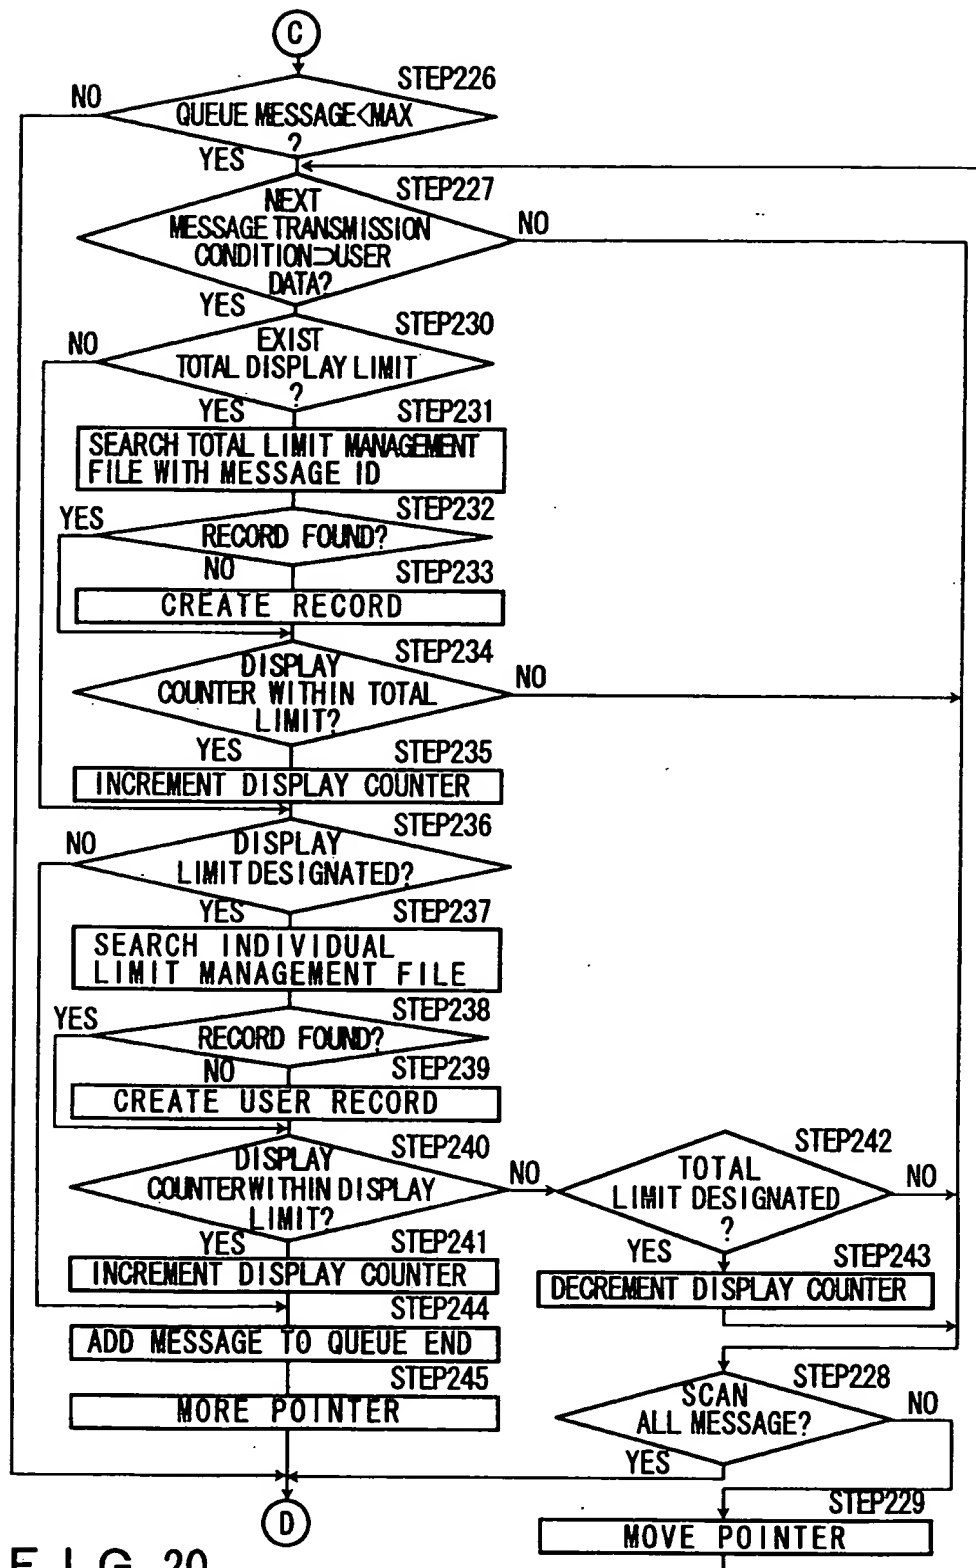 C
STEP226
NO
QUEUE MESSAGE<MAX
?
YES
STEP227
NEXT
MESSAGE TRANSMISSION
CONDITION⊃USER
DATA?
NO
YES
STEP230
NO
EXIST
TOTAL DISPLAY LIMIT
?
YES
STEP231
SEARCH TOTAL LIMIT MANAGEMENT
FILE WITH MESSAGE ID
STEP232
YES
RECORD FOUND?
NO
STEP233
CREATE RECORD
STEP234
DISPLAY
COUNTER WITHIN TOTAL
LIMIT?
NO
YES
STEP235
INCREMENT DISPLAY COUNTER
STEP236
NO
DISPLAY
LIMIT DESIGNATED?
YES
STEP237
SEARCH INDIVIDUAL
LIMIT MANAGEMENT FILE
STEP238
YES
RECORD FOUND?
NO
STEP239
CREATE USER RECORD
STEP240
DISPLAY
COUNTER WITHIN DISPLAY
LIMIT?
NO
YES
STEP241
INCREMENT DISPLAY COUNTER
STEP242
TOTAL
LIMIT DESIGNATED
?
NO
YES
STEP243
DECREMENT DISPLAY COUNTER
STEP244
ADD MESSAGE TO QUEUE END
STEP245
MORE POINTER
STEP228
SCAN
ALL MESSAGE?
NO
YES
STEP229
MOVE POINTER
D
FIG. 20